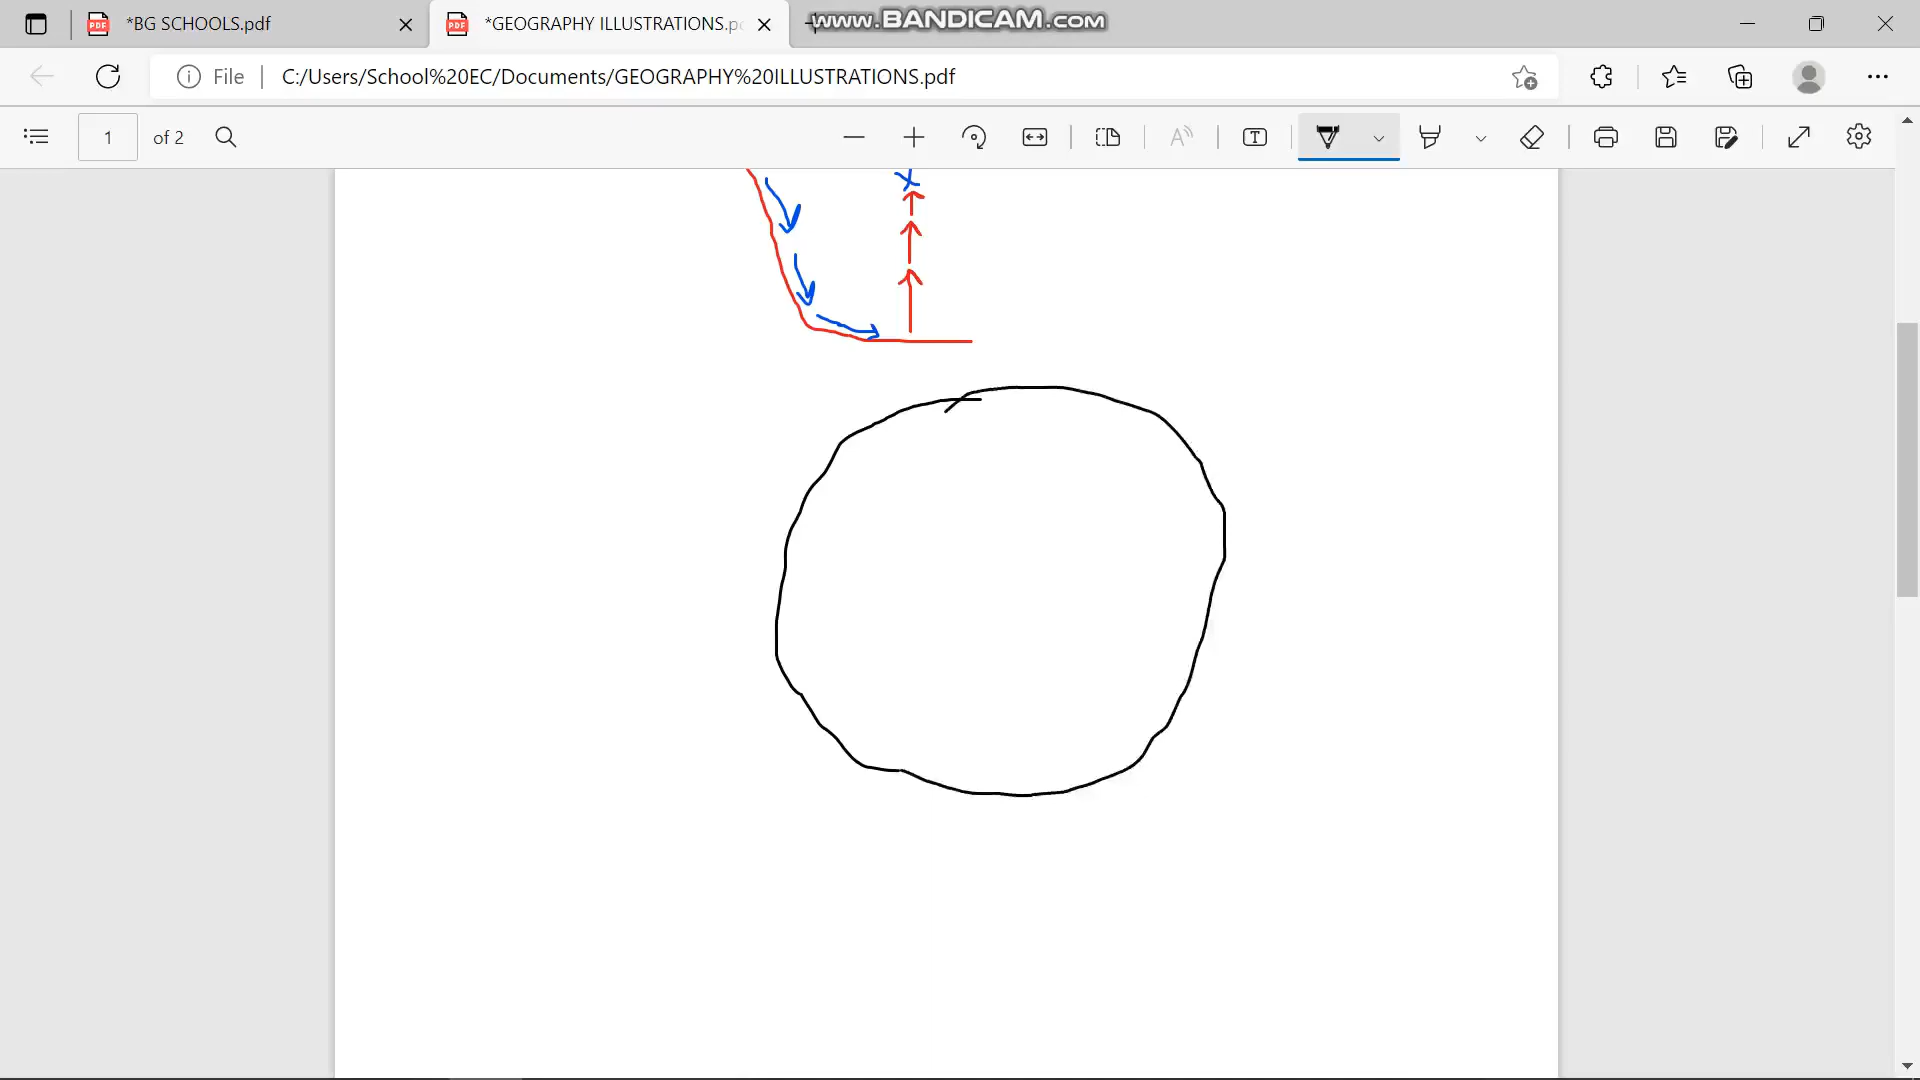 *BG SCHOOLS.pdf
*GEOGRAPHY ILLUSTRATIONS.pd
www.BANDICAM.com
File
C:/Users/School%20EC/Documents/GEOGRAPHY%20ILLUSTRATIONS.pdf
1 of 2
X